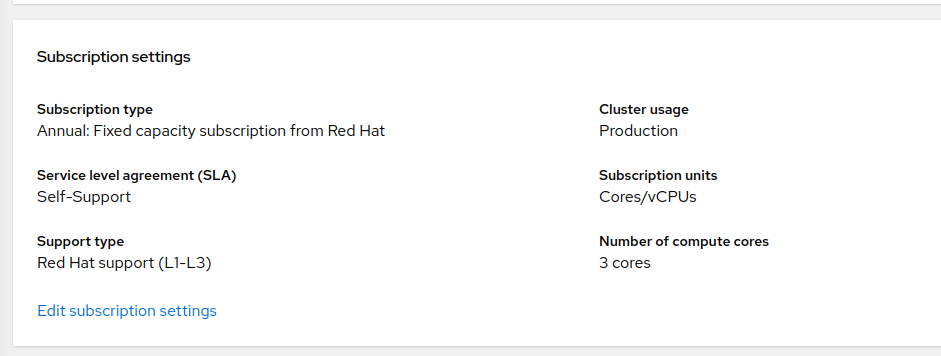 Subscription settings
Subscription type
Annual: Fixed capacity subscription from Red Hat
Cluster usage
Production
Service level agreement (SLA)
Self-Support
Subscription units
Cores/vCPUs
Support type
Red Hat support (L1-L3)
Number of compute cores
3 cores
Edit subscription settings